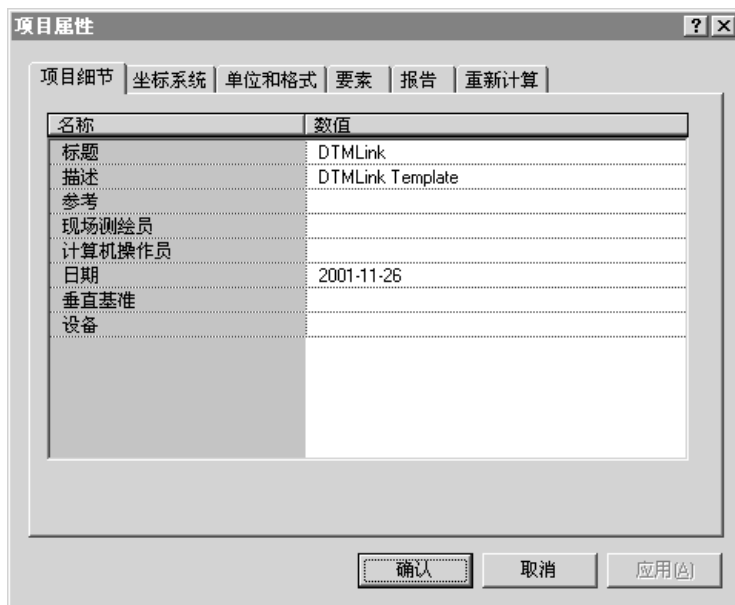 项目属性
项目细节 坐标系统 单位和格式 要素 报告 重新计算
名称 数值
标题 DTMLink
描述 DTMLink Template
参考
现场测绘员
计算机操作员
日期 2001-11-26
垂直基准
设备
确认 取消 应用(A)